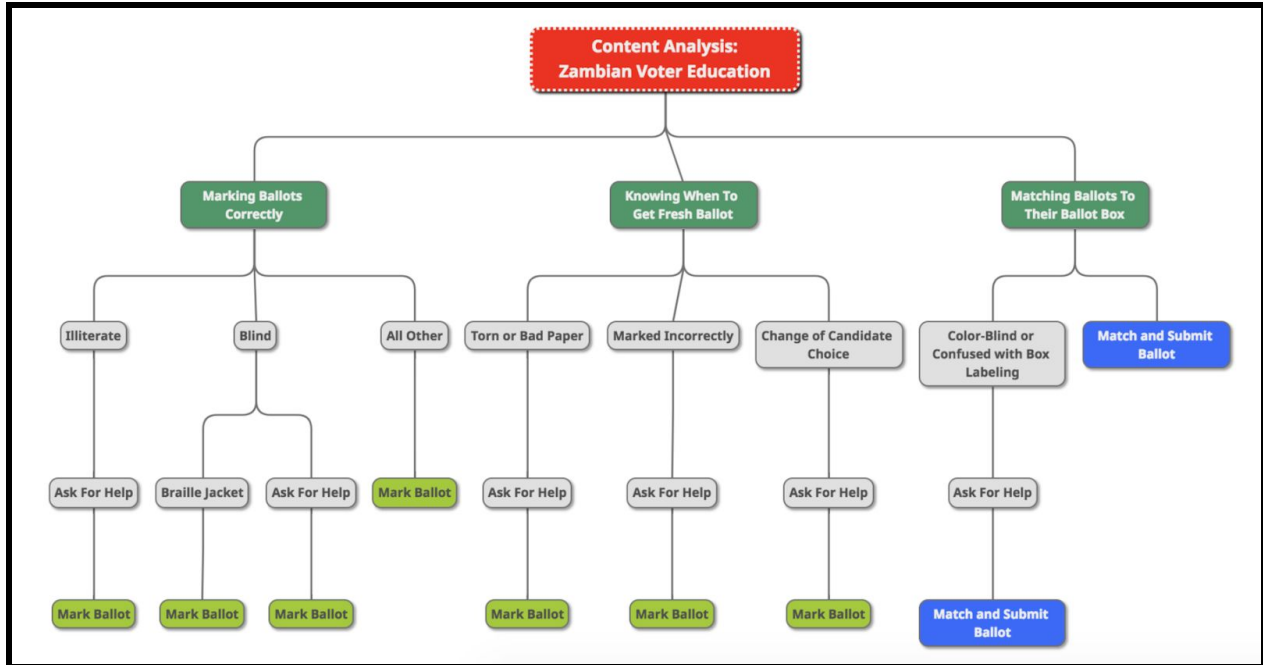 Content Analysis:
Zambian Voter Education
Marking Ballots
Correctly
Knowing When To
Get Fresh Ballot
Matching Ballots To
Their Ballot Box
Illiterate
Blind
All Other
Torn or Bad Paper
Marked Incorrectly
Change of Candidate
Choice
Color-Blind or
Confused with Box
Labeling
Match and Submit
Ballot
Ask For Help
Braille Jacket
Ask For Help
Mark Ballot
Ask For Help
Ask For Help
Ask For Help
Ask For Help
Mark Ballot
Mark Ballot
Mark Ballot
Mark Ballot
Mark Ballot
Mark Ballot
Match and Submit
Ballot